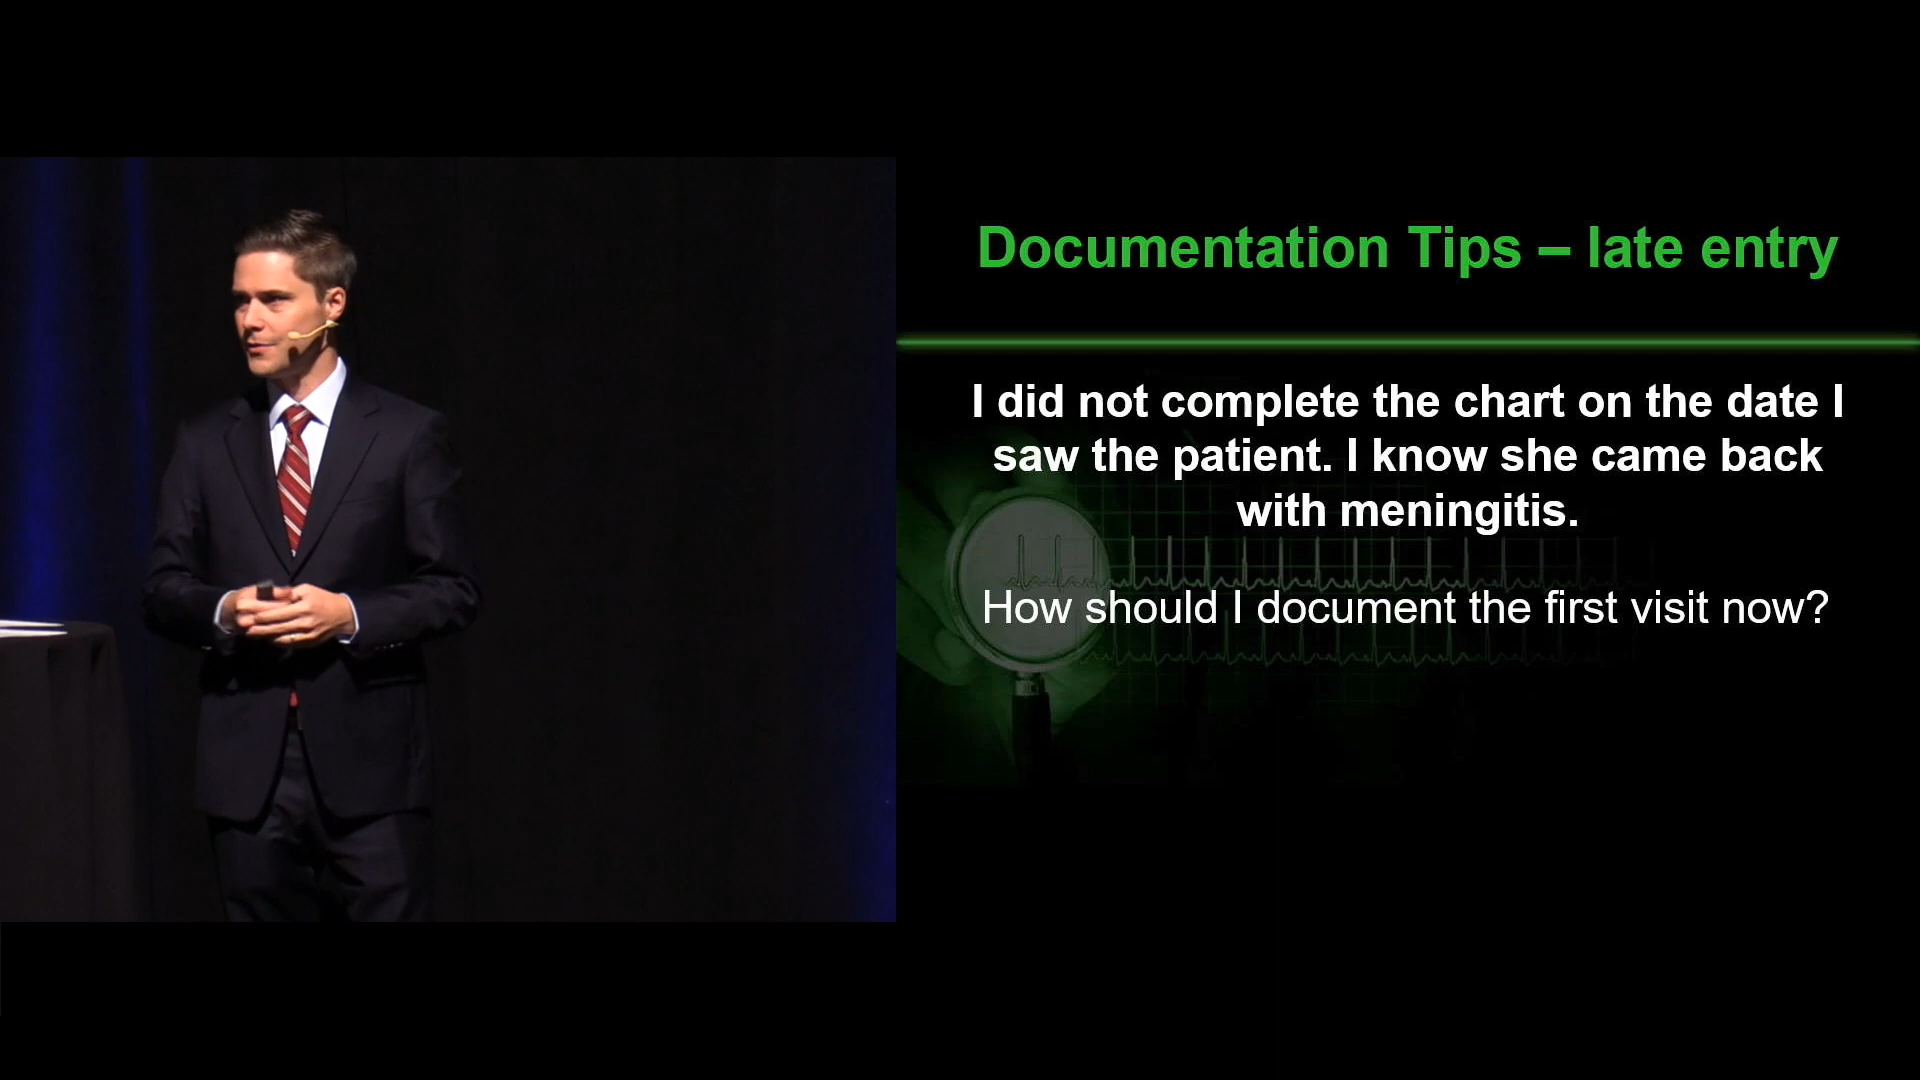 Documentation Tips – late entry
I did not complete the chart on the date I
saw the patient. I know she came back
with meningitis.
How should I document the first visit now?